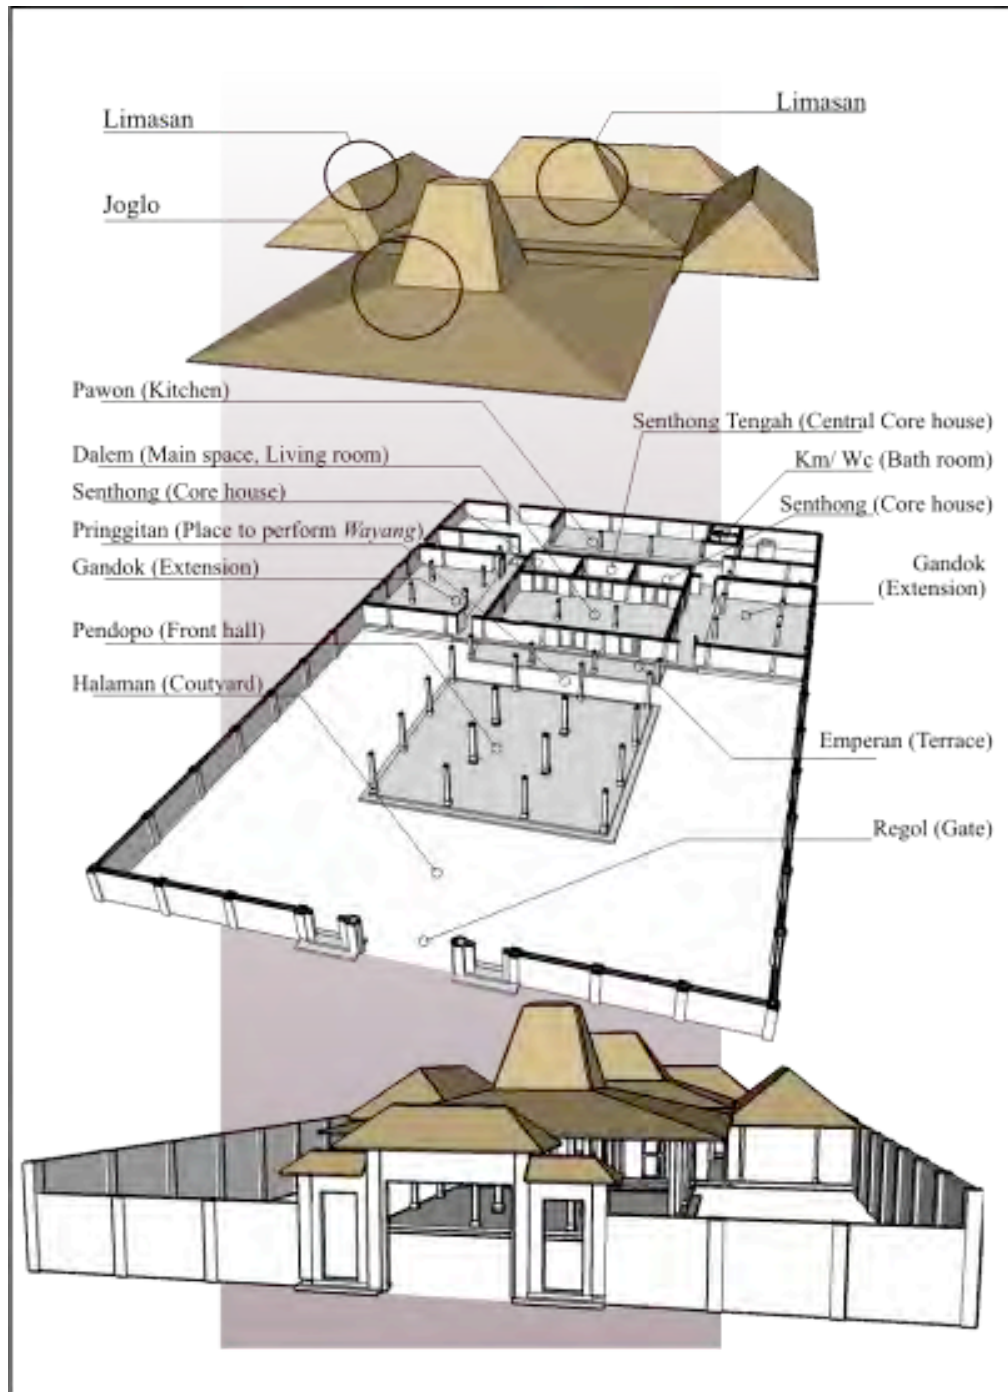 Limasan
Limasan
Joglo
Pawon (Kitchen)
Senthong Tengah (Central Core house)
Dalem (Main space, Living room)
Km/ Wc (Bath room)
Senthong (Core house)
Senthong (Core house)
Pringgitan (Place to perform Wayang)
Gandok (Extension)
Gandok
(Extension)
Pendopo (Front hall)
Halaman (Coutyard)
Emperan (Terrace)
Regol (Gate)